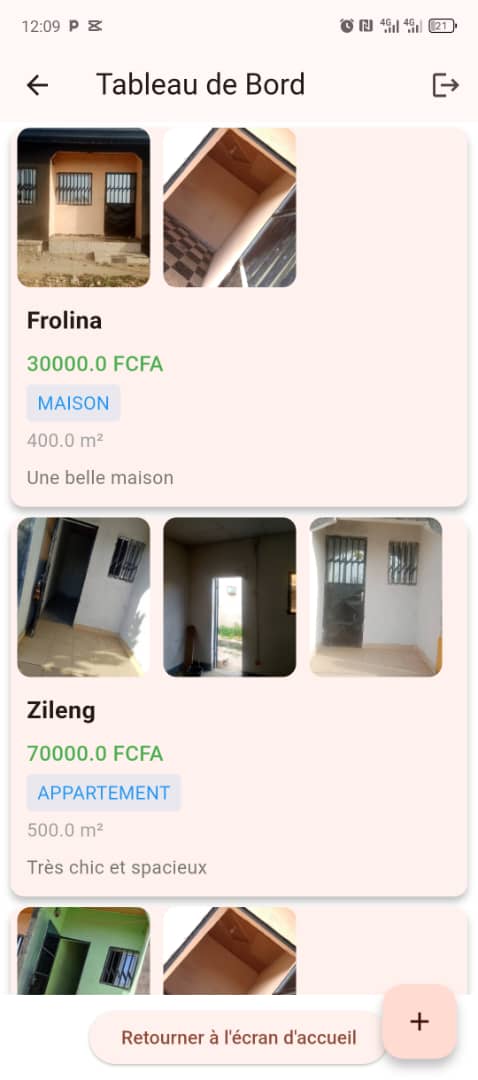 12:09 P
4G 4G 21
Tableau de Bord
Frolina
30000.0 FCFA
MAISON
400.0 m²
Une belle maison
Zileng
70000.0 FCFA
APPARTEMENT
500.0 m²
Très chic et spacieux
Retourner à l'écran d'accueil
+